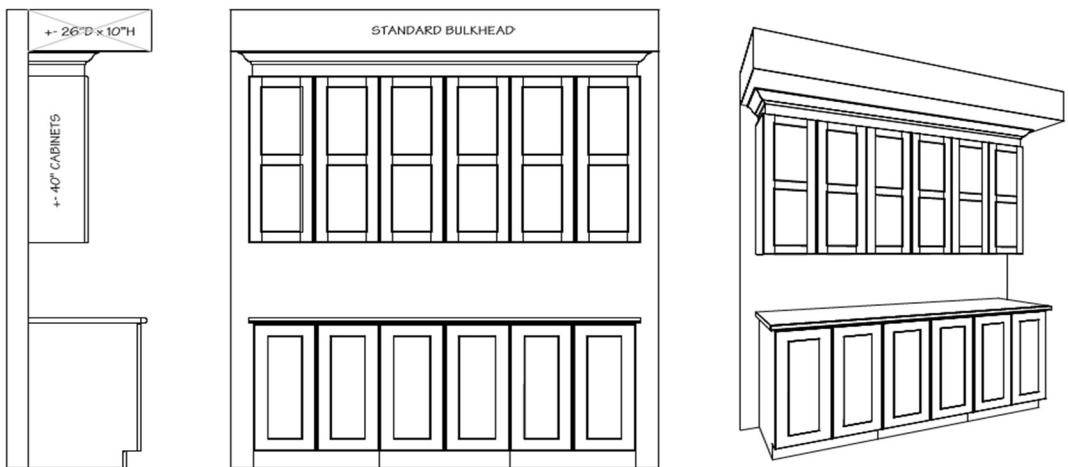 +- 26"D x 10"H
STANDARD BULKHEAD
+- 40" CABINETS